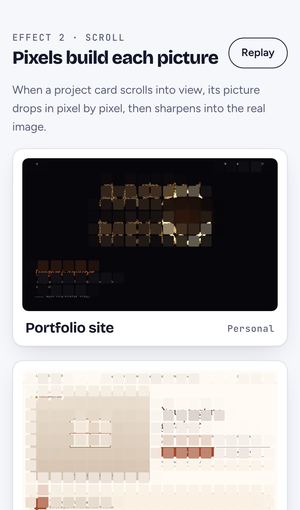 EFFECT 2 · SCROLL
Pixels build each picture
Replay
When a project card scrolls into view, its picture
drops in pixel by pixel, then sharpens into the real
image.
Portfolio site
Personal